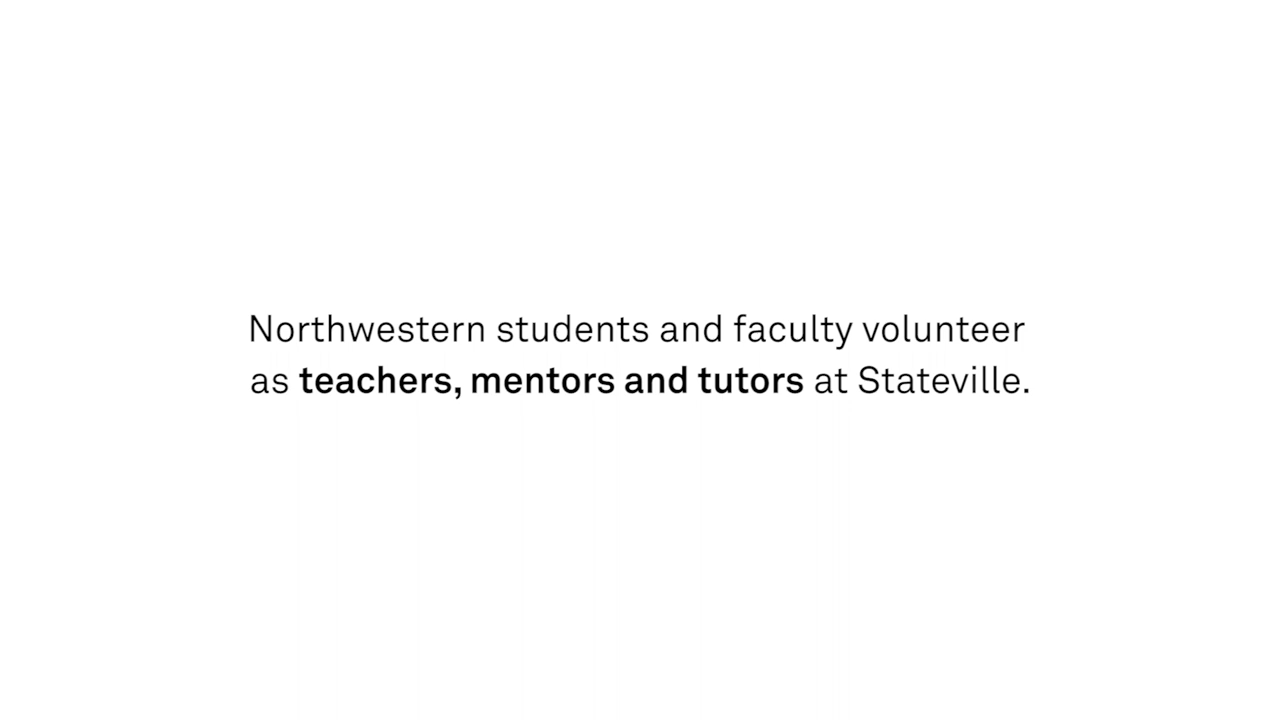 Northwestern students and faculty volunteer
as teachers, mentors and tutors at Stateville.